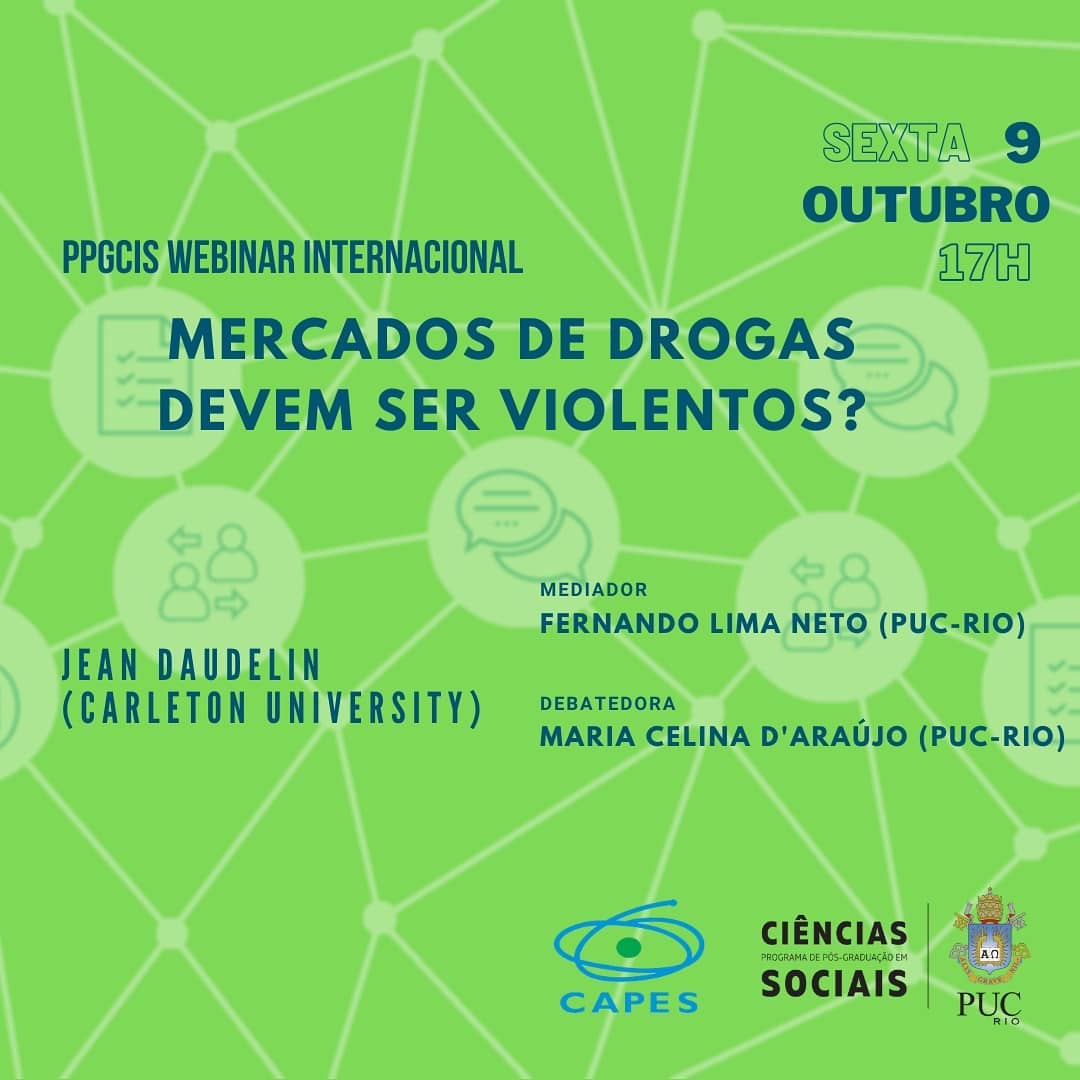 SEXTA 9
OUTUBRO
17H
PPGCIS WEBINAR INTERNACIONAL
MERCADOS DE DROGAS
DEVEM SER VIOLENTOS?
JEAN DAUDELIN
(CARLETON UNIVERSITY)
MEDIADOR
FERNANDO LIMA NETO (PUC-RIO)
DEBATEDORA
MARIA CELINA D'ARAÚJO (PUC-RIO)
CAPES
CIÊNCIAS
PROGRAMA DE PÓS-GRADUAÇÃO EM
SOCIAIS
ΑΩ
PUC
RIO